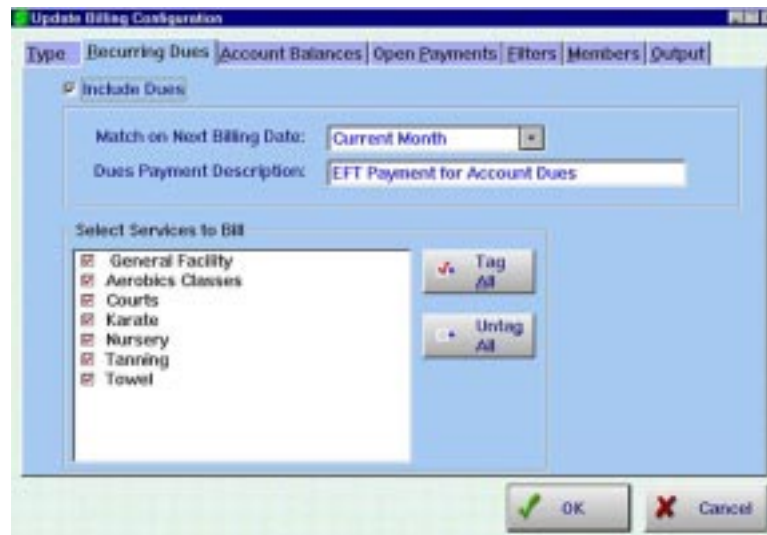 Update Billing Configuration
Type Recurring Dues Account Balances Open Payments Filters Members Output
Include Dues
Match on Next Billing Date: Current Month
Dues Payment Description: EFT Payment for Account Dues
Select Services to Bill
General Facility
Aerobics Classes
Courts
Karate
Nursery
Tanning
Towel
Tag
All
Untag
All
OK Cancel